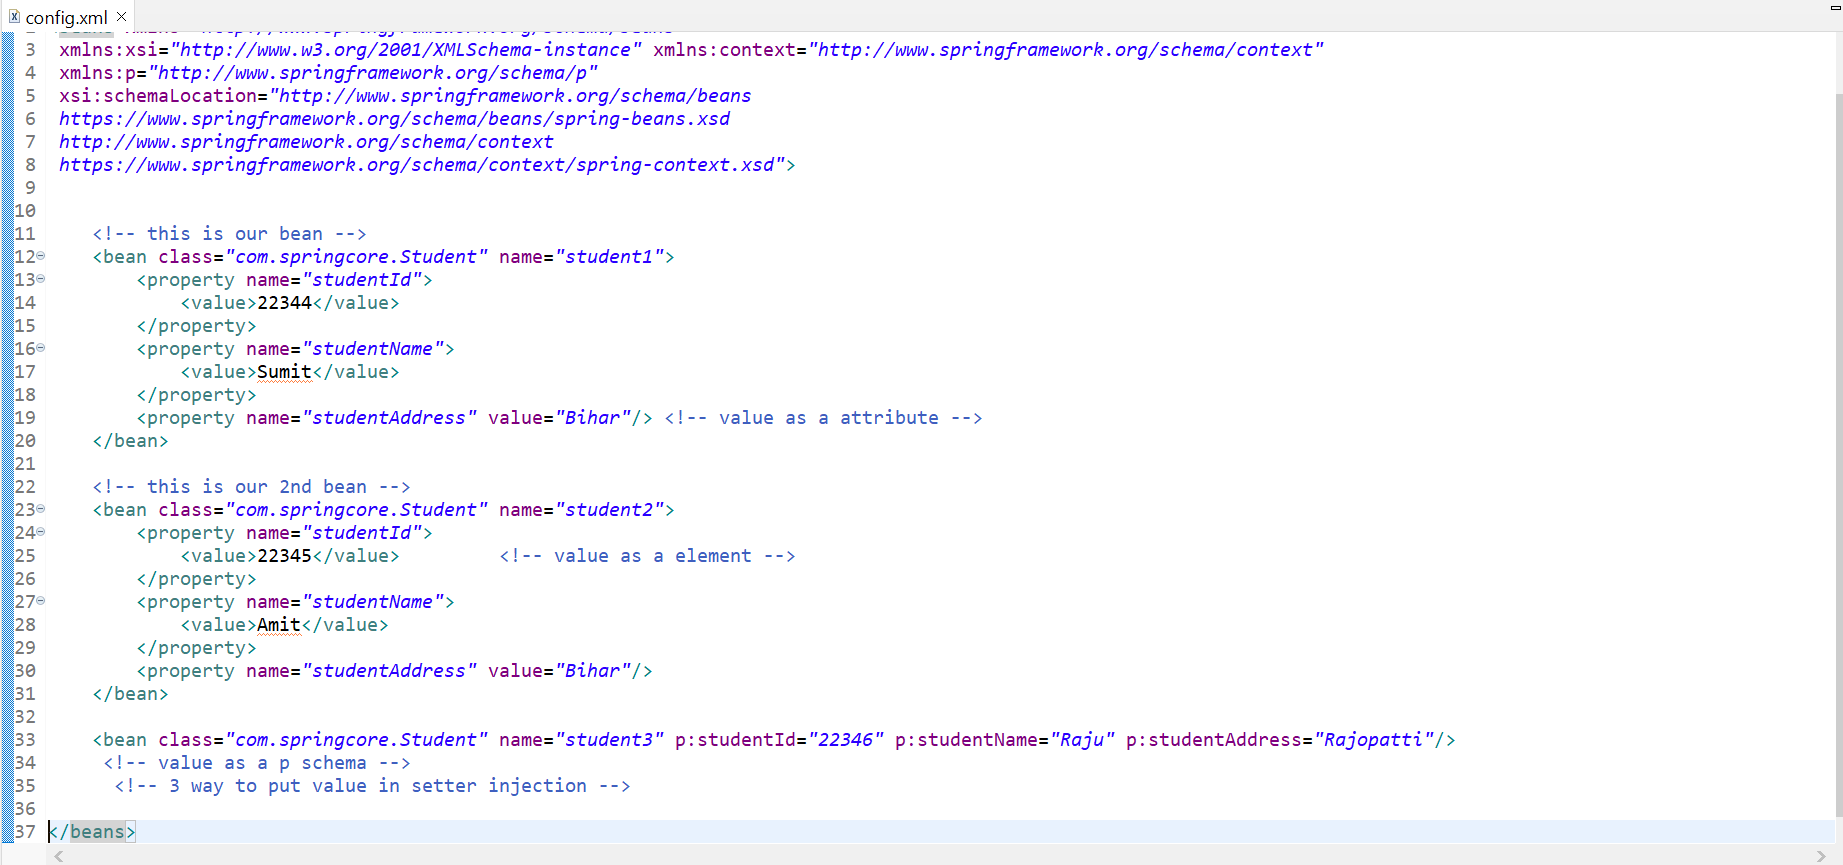 config.xml
3 xmlns:xsi="http://www.w3.org/2001/XMLSchema-instance" xmlns:context="http://www.springframework.org/schema/context"
4 xmlns:p="http://www.springframework.org/schema/p"
5 xsi:schemaLocation="http://www.springframework.org/schema/beans
6 https://www.springframework.org/schema/beans/spring-beans.xsd
7 http://www.springframework.org/schema/context
8 https://www.springframework.org/schema/context/spring-context.xsd">
9
10
11 <!-- this is our bean -->
12 <bean class="com.springcore.Student" name="student1">
13 <property name="studentId">
14 <value>22344</value>
15 </property>
16 <property name="studentName">
17 <value>Sumit</value>
18 </property>
19 <property name="studentAddress" value="Bihar"/> <!-- value as a attribute -->
20 </bean>
21
22 <!-- this is our 2nd bean -->
23 <bean class="com.springcore.Student" name="student2">
24 <property name="studentId">
25 <value>22345</value> <!-- value as a element -->
26 </property>
27 <property name="studentName">
28 <value>Amit</value>
29 </property>
30 <property name="studentAddress" value="Bihar"/>
31 </bean>
32
33 <bean class="com.springcore.Student" name="student3" p:studentId="22346" p:studentName="Raju" p:studentAddress="Rajopatti"/>
34 <!-- value as a p schema -->
35 <!-- 3 way to put value in setter injection -->
36
37 </beans>